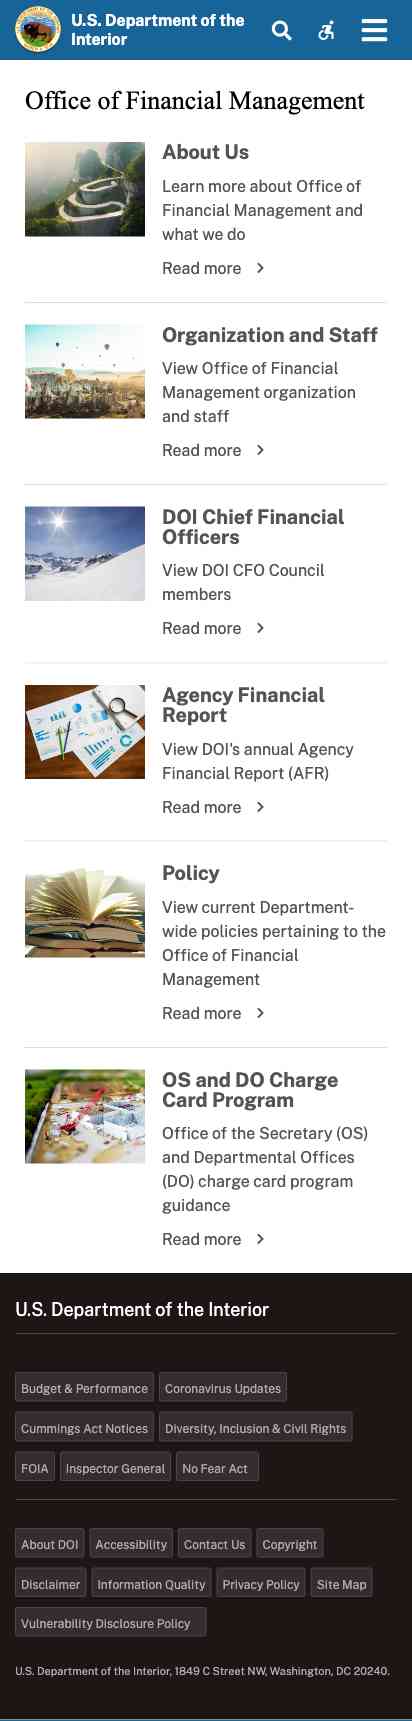 U.S. Department of the
Interior
Office of Financial Management
About Us
Learn more about Office of
Financial Management and
what we do
Read more
Organization and Staff
View Office of Financial
Management organization
and staff
Read more
DOI Chief Financial
Officers
View DOI CFO Council
members
Read more
Agency Financial
Report
View DOI's annual Agency
Financial Report (AFR)
Read more
Policy
View current Department-
wide policies pertaining to the
Office of Financial
Management
Read more
OS and DO Charge
Card Program
Office of the Secretary (OS)
and Departmental Offices
(DO) charge card program
guidance
Read more
U.S. Department of the Interior
Budget & Performance Coronavirus Updates
Cummings Act Notices Diversity, Inclusion & Civil Rights
FOIA Inspector General No Fear Act
About DOI Accessibility Contact Us Copyright
Disclaimer Information Quality Privacy Policy Site Map
Vulnerability Disclosure Policy
U.S. Department of the Interior, 1849 C Street NW, Washington, DC 20240.